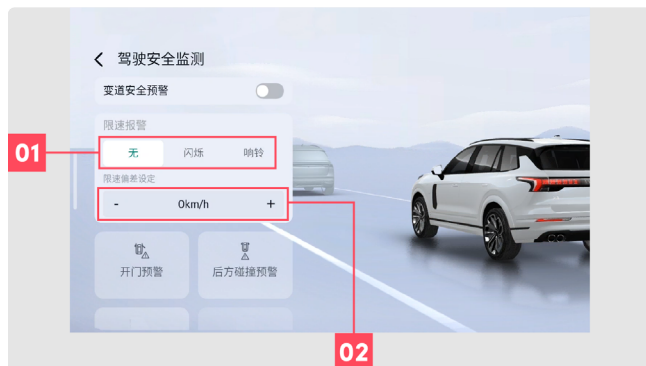 驾驶安全监测
变道安全预警
限速报警
01
无 闪烁 响铃
限速偏差设定
- 0km/h +
开门预警 后方碰撞预警
02